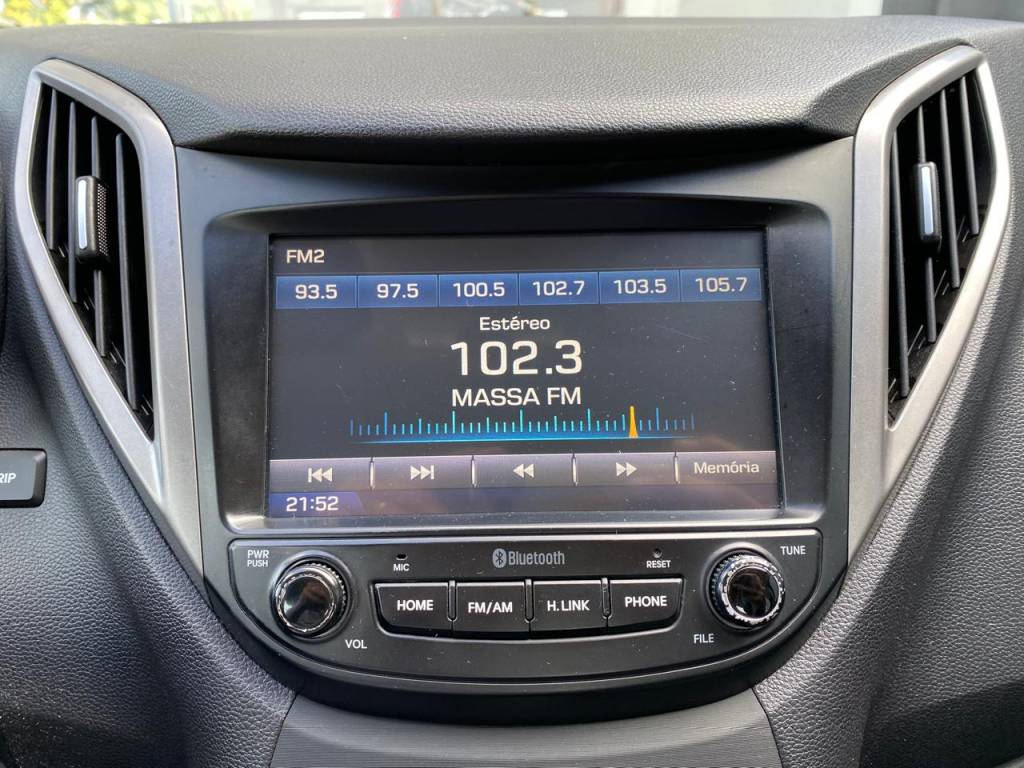 FM2
93.5 97.5 100.5 102.7 103.5 105.7
Estéreo
102.3
MASSA FM
Memória
21:52
RIP
PWR
PUSH
MIC
Bluetooth
RESET
TUNE
HOME FM/AM H.LINK PHONE
VOL
FILE